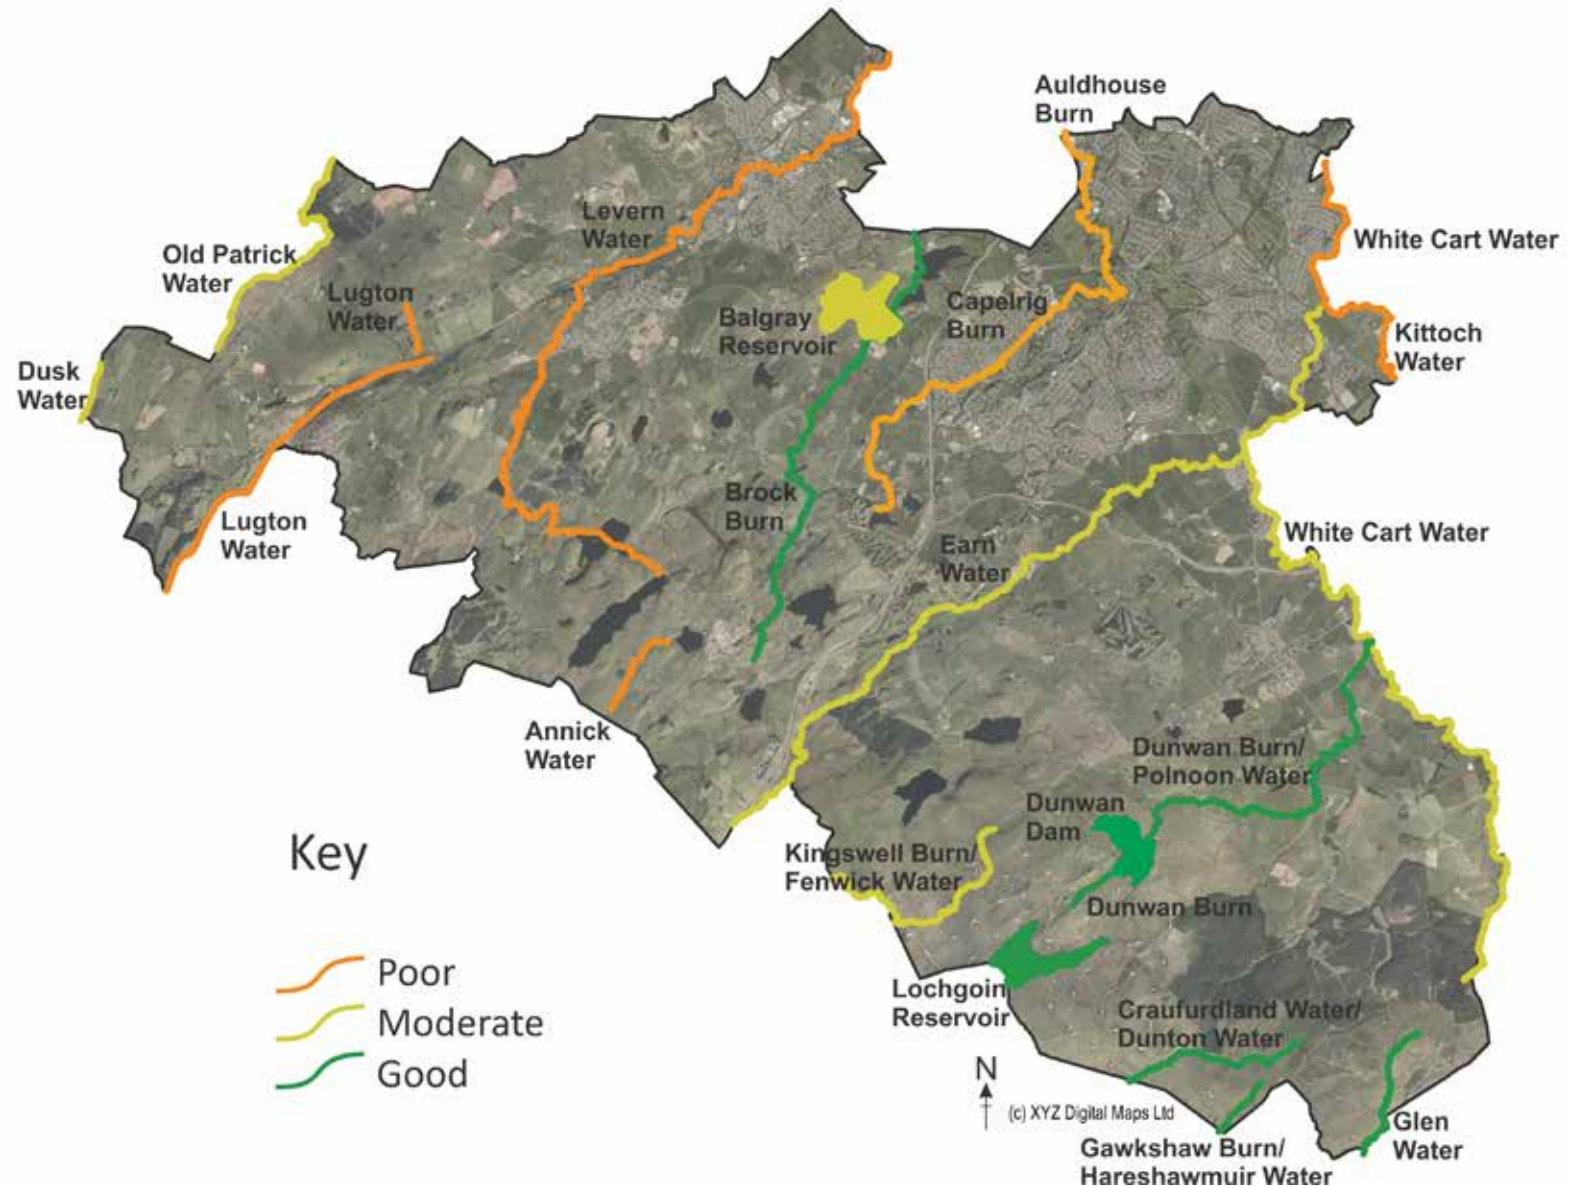 Auldhouse
Burn
Levern
Water
White Cart Water
Old Patrick
Water
Lugton
Water
Capelrig
Burn
Balgray
Reservoir
Kittoch
Water
Dusk
Water
Brock
Burn
Lugton
Water
White Cart Water
Earn
Water
Annick
Water
Dunwan Burn/
Polnoon Water
Dunwan
Dam
Kingswell Burn/
Fenwick Water
Dunwan Burn
Key
Poor
Moderate
Good
Lochgoin
Reservoir
Craufurdland Water/
Dunton Water
N
(c) XYZ Digital Maps Ltd
Glen
Water
Gawkshaw Burn/
Hareshawmuir Water